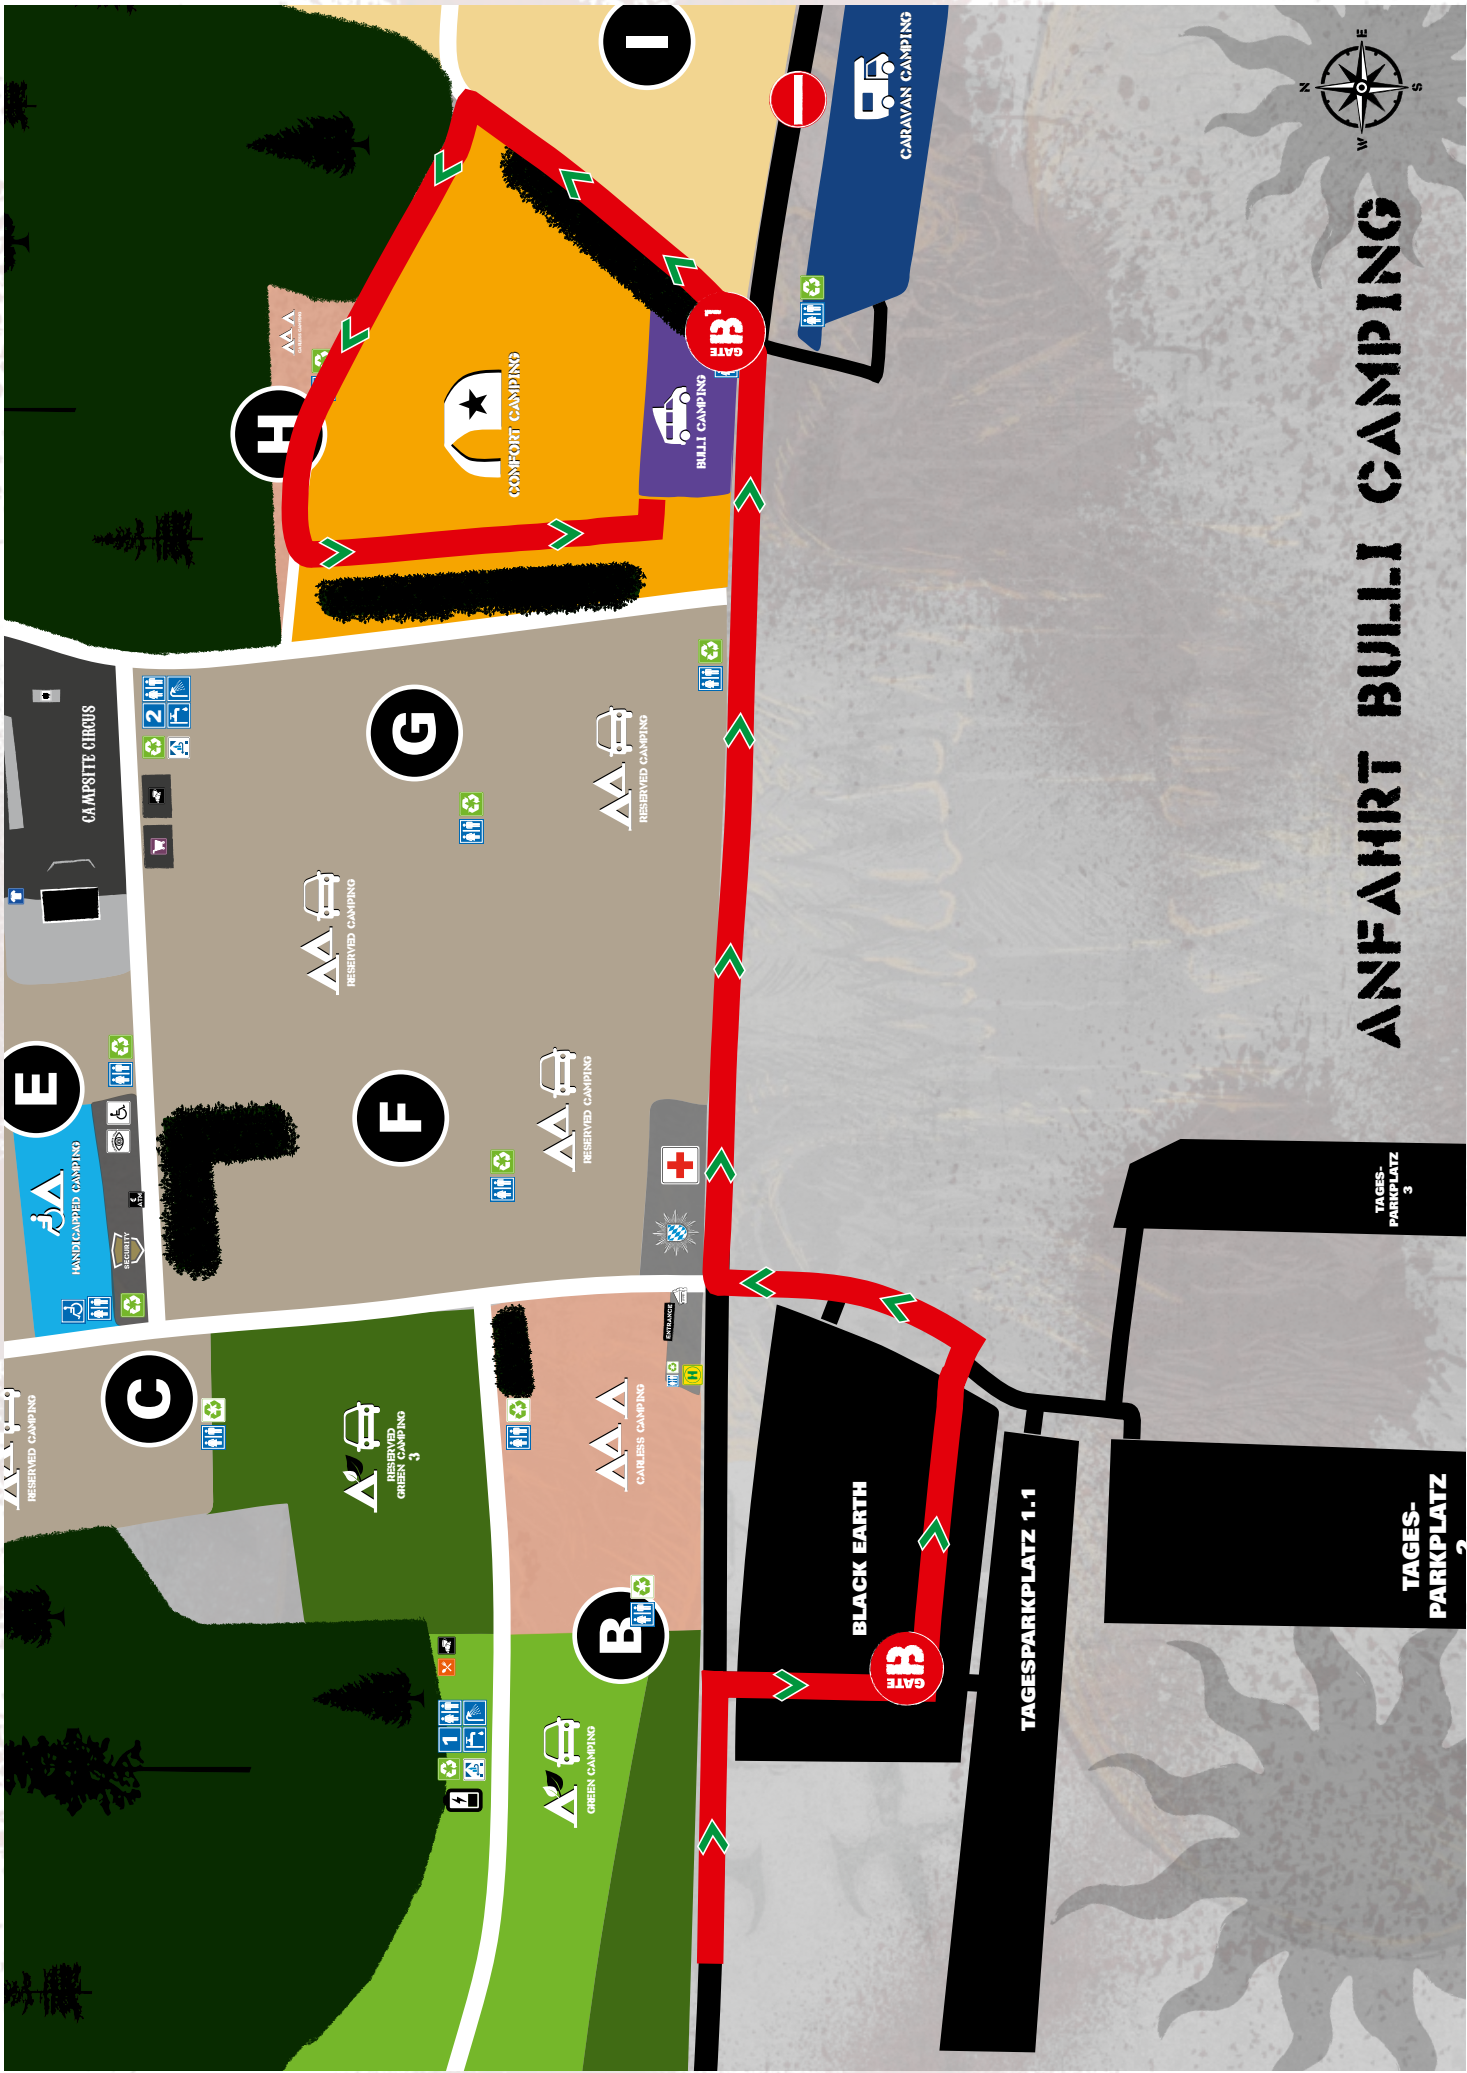 ANFAHRT BULLI CAMPING
N
E
S
W
I
CARAVAN CAMPING
H
COMFORT CAMPING
BULLI CAMPING
GATE
B1
CAMPSITE CIRCUS
2
G
RESERVED CAMPING
RESERVED CAMPING
E
HANDICAPPED CAMPING
ATM
SECURITY
F
RESERVED CAMPING
C
RESERVED CAMPING
RESERVED
GREEN CAMPING
3
ENTRANCE
H
CARLESS CAMPING
B
1
GREEN CAMPING
BLACK EARTH
GATE
B
TAGESPARKPLATZ 1.1
TAGES-
PARKPLATZ
2
TAGES-
PARKPLATZ
3